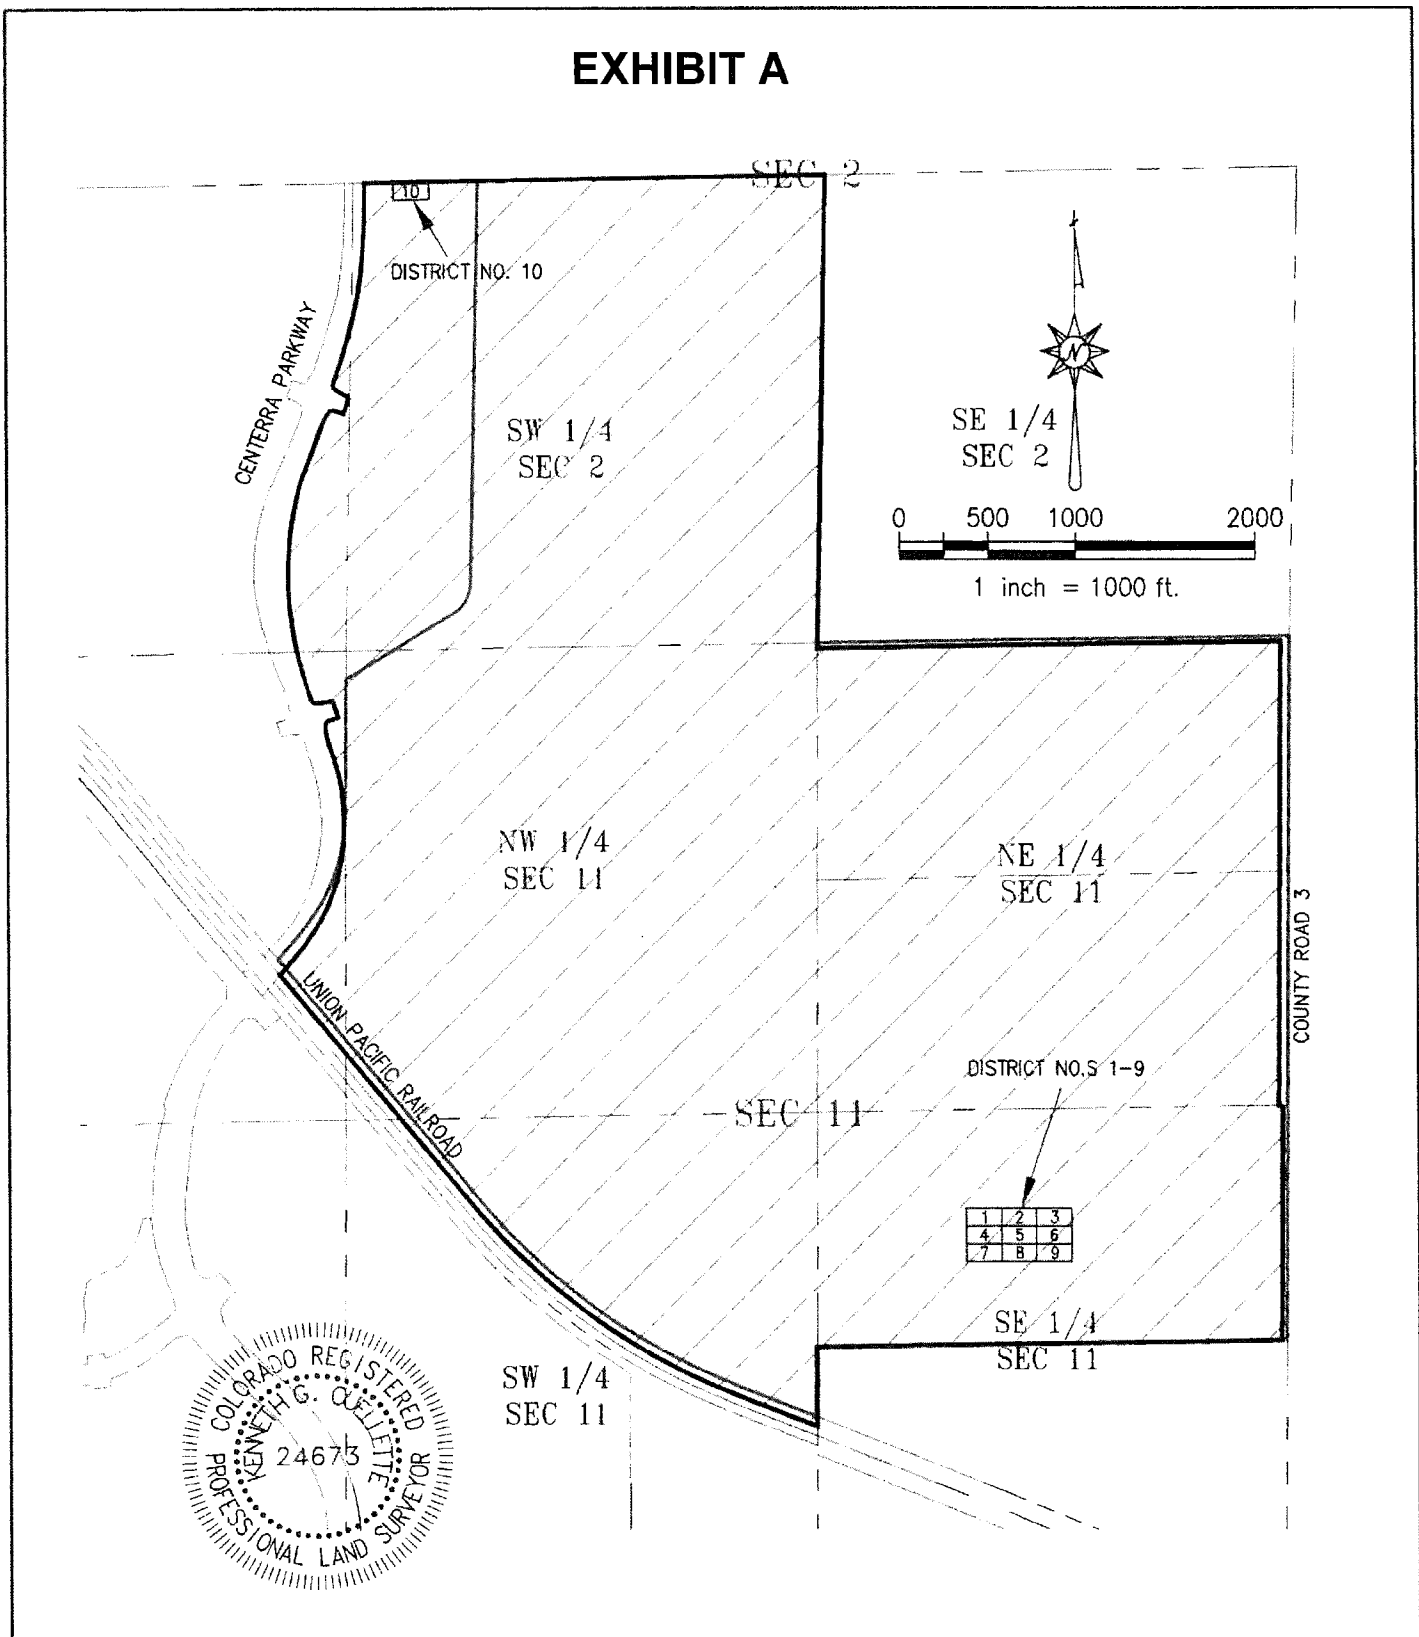 EXHIBIT A
SEC 2
10
DISTRICT NO. 10
CENTERRA PARKWAY
SW 1/4
SEC 2
N
SE 1/4
SEC 2
0 500 1000 2000
1 inch = 1000 ft.
NW 1/4
SEC 11
NE 1/4
SEC 11
COUNTY ROAD 3
UNION PACIFIC RAILROAD
DISTRICT NO.S 1-9
SEC 11
1 2 3
4 5 6
7 8 9
SE 1/4
SEC 11
SW 1/4
SEC 11
COLORADO REGISTERED
KENNETH G. OUELLETTE
24673
PROFESSIONAL LAND SURVEYOR